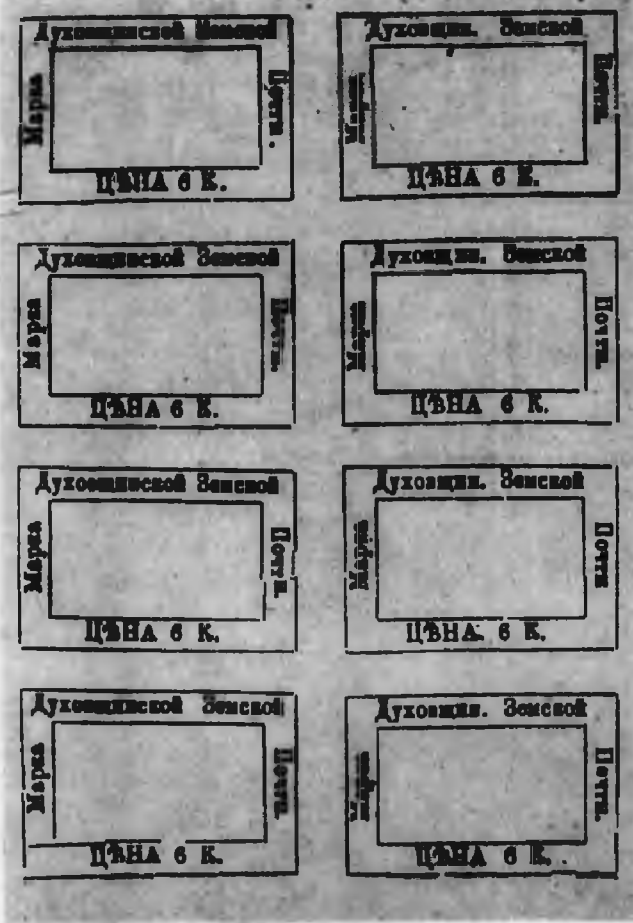 Духовщинской Земской
Марка
Почты.
ЦѢНА 6 К.
Духовщин. Земской
Марка
Почты.
ЦѢНА 6 К.
Духовщинской Земской
Марка
Почты.
ЦѢНА 6 К.
Духовщин. Земской
Марка
Почты.
ЦѢНА 6 К.
Духовщинской Земской
Марка
Почты.
ЦѢНА 6 К.
Духовщин. Земской
Марка
Почты
ЦѢНА. 6 К.
Духовщинской Земской
Марка
Почты.
ЦѢНА 6 К.
Духовщин. Земской
Марка
Почты.
ЦѢНА 6 К.